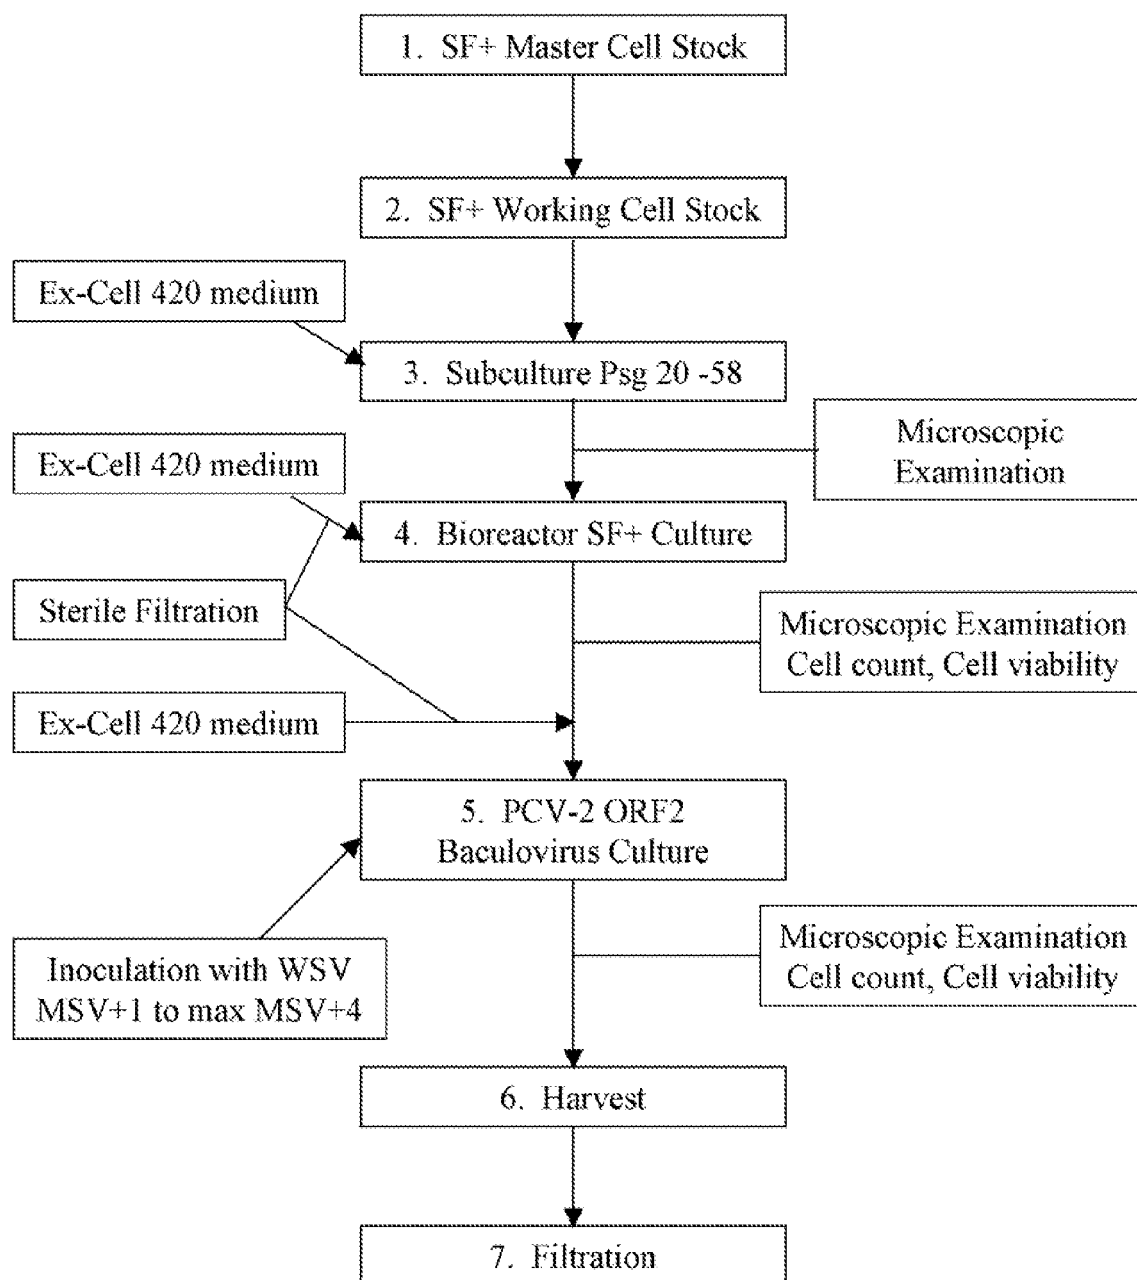 1. SF+ Master Cell Stock
2. SF+ Working Cell Stock
Ex-Cell 420 medium
3. Subculture Psg 20 -58
Microscopic
Examination
Ex-Cell 420 medium
4. Bioreactor SF+ Culture
Sterile Filtration
Microscopic Examination
Cell count, Cell viability
Ex-Cell 420 medium
5. PCV-2 ORF2
Baculovirus Culture
Inoculation with WSV
MSV+1 to max MSV+4
Microscopic Examination
Cell count, Cell viability
6. Harvest
7. Filtration